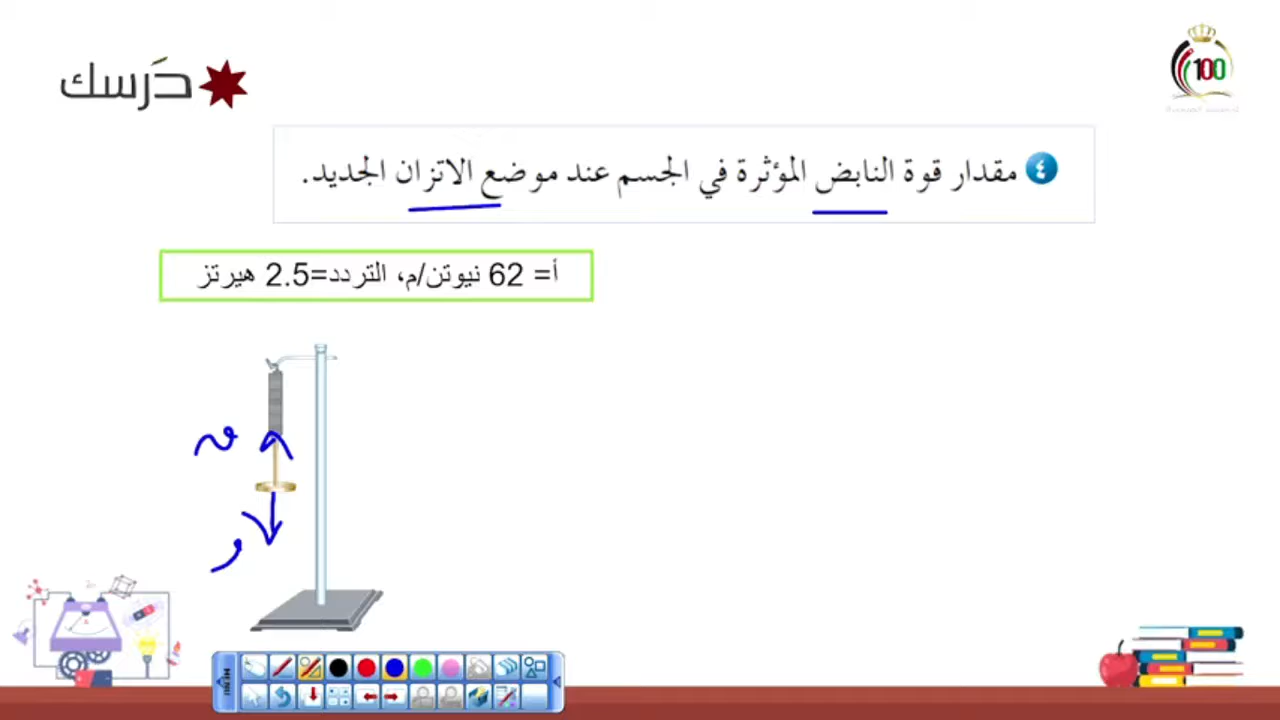 دَرسك
100
٤ مقدار قوة النابض المؤثرة في الجسم عند موضع الاتزان الجديد.
أ= 62 نيوتن/م، التردد=2.5 هيرتز
و
MENU